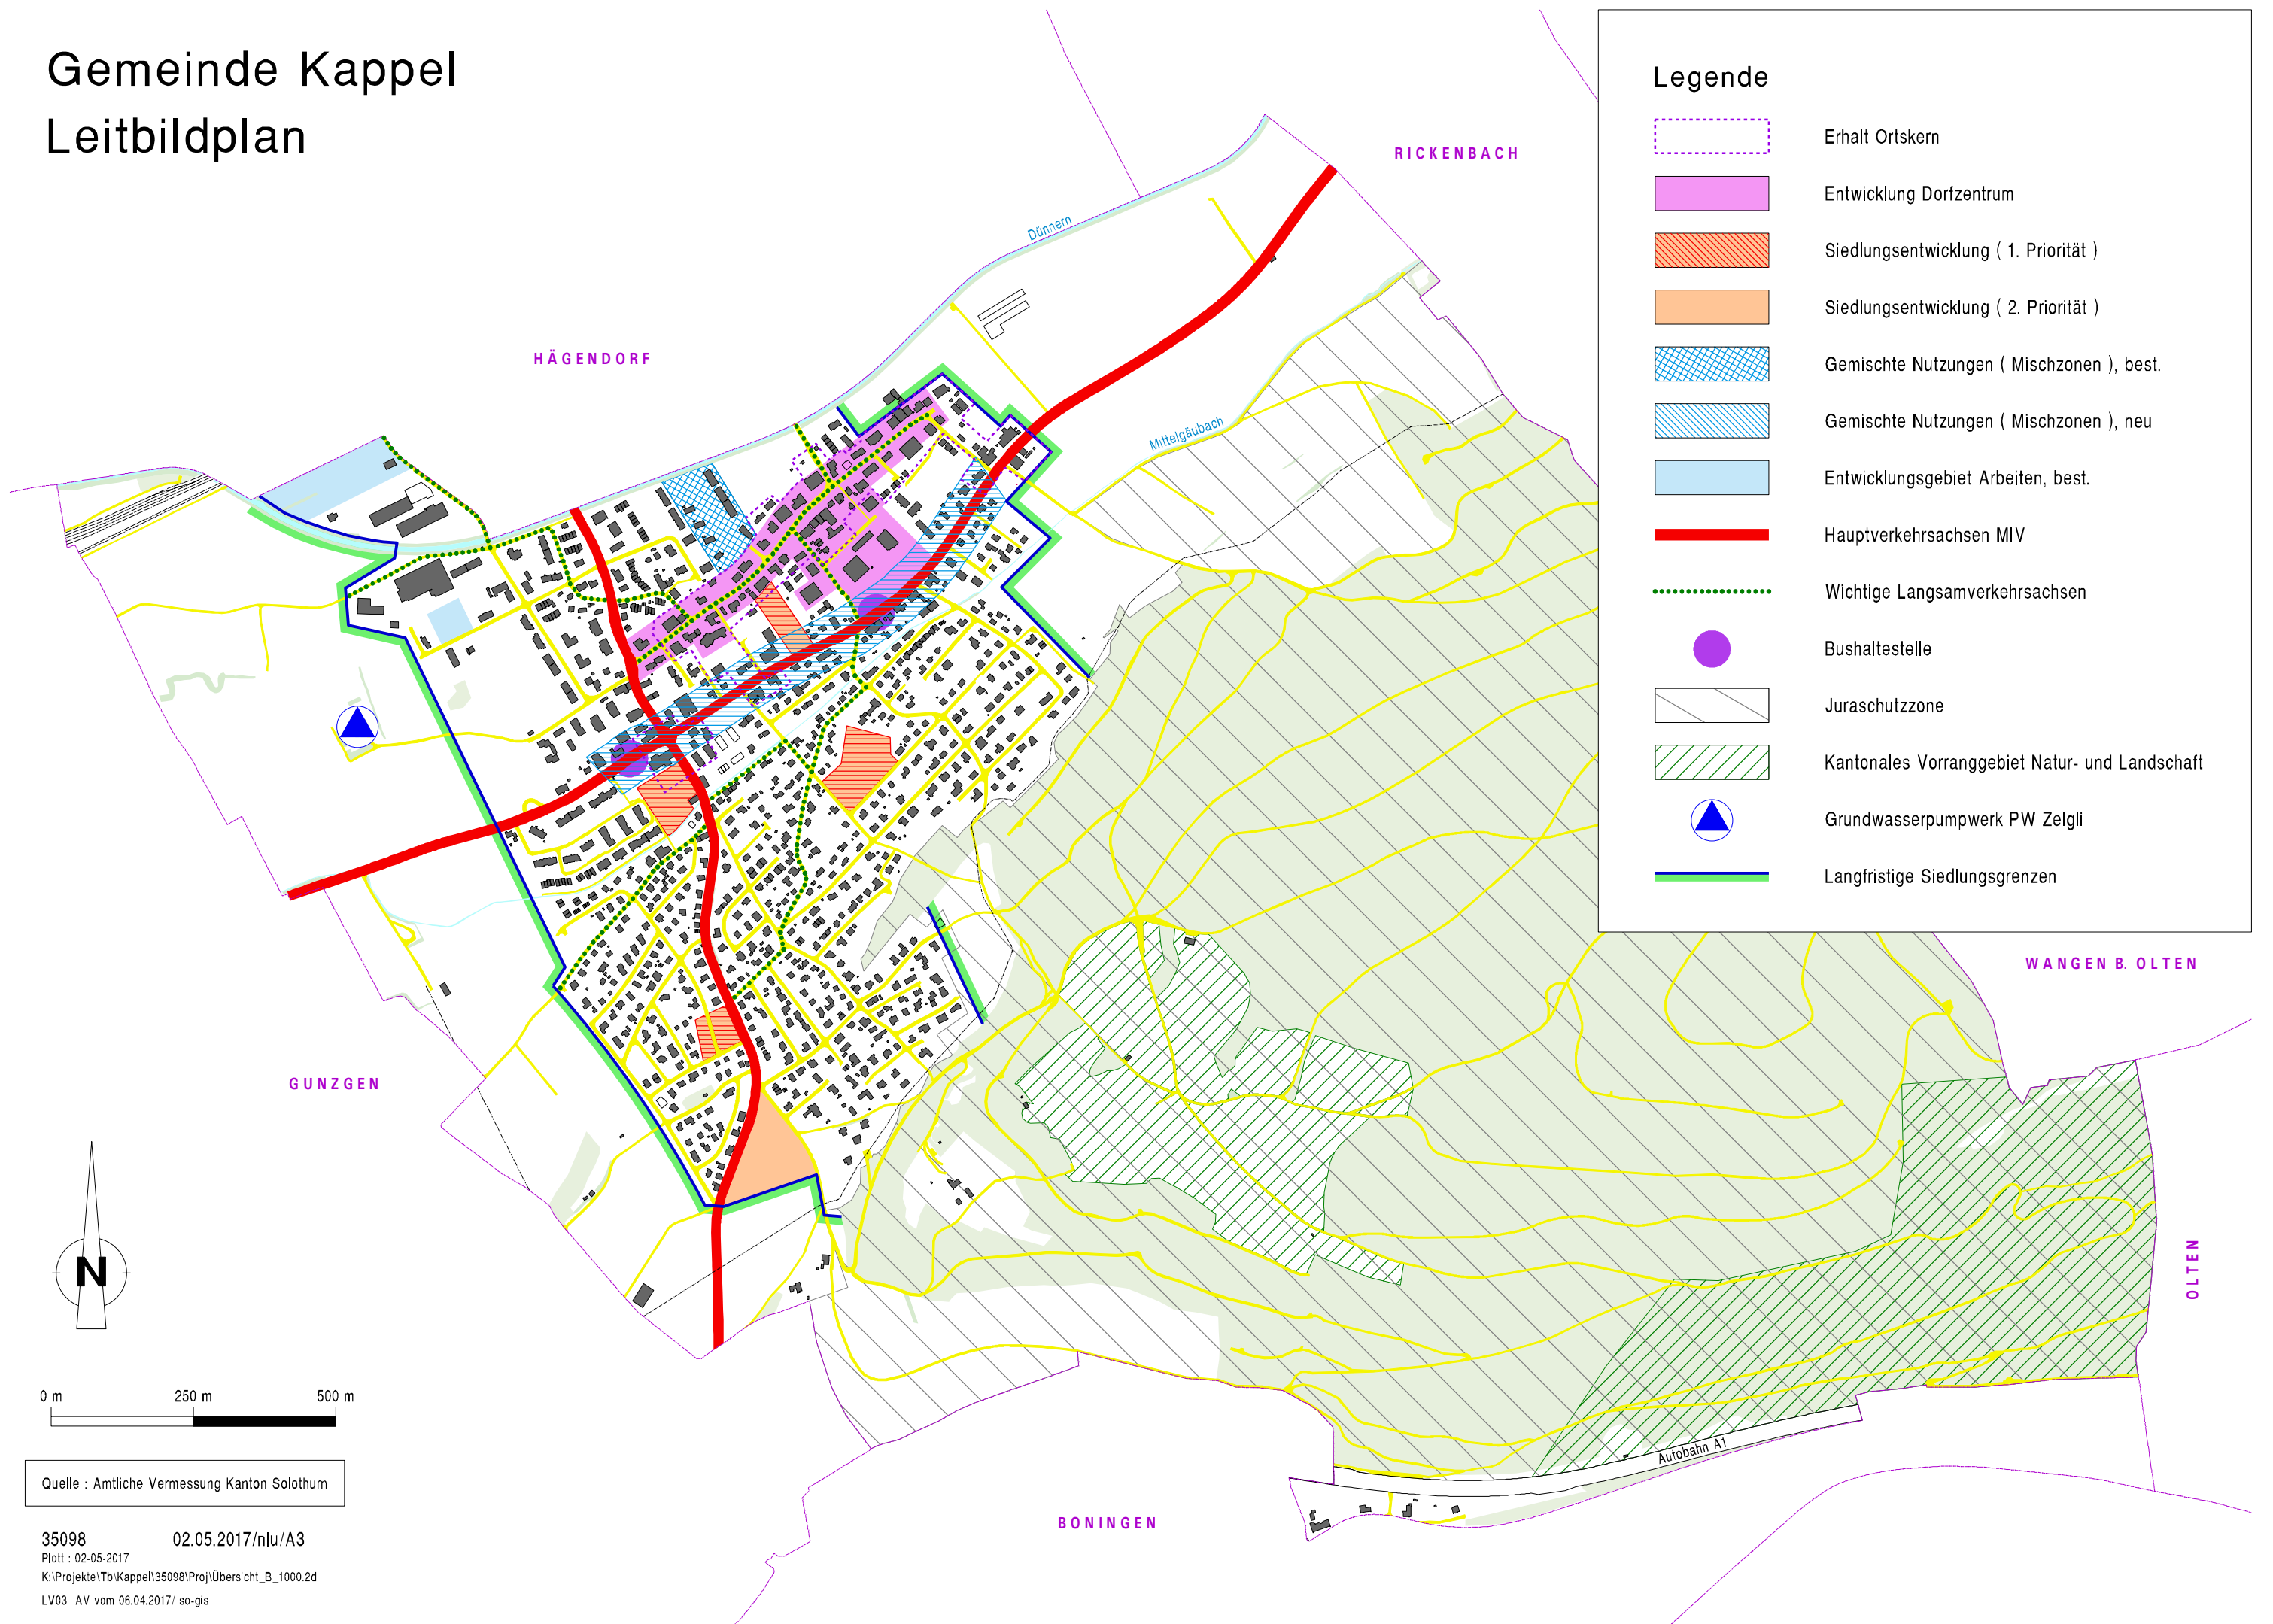 Gemeinde Kappel
Leitbildplan
Legende
Erhalt Ortskern
Entwicklung Dorfzentrum
Siedlungsentwicklung ( 1. Priorität )
Siedlungsentwicklung ( 2. Priorität )
Gemischte Nutzungen ( Mischzonen ), best.
Gemischte Nutzungen ( Mischzonen ), neu
Entwicklungsgebiet Arbeiten, best.
Hauptverkehrsachsen MIV
Wichtige Langsamverkehrsachsen
Bushaltestelle
Juraschutzzone
Kantonales Vorranggebiet Natur- und Landschaft
Grundwasserpumpwerk PW Zelgli
Langfristige Siedlungsgrenzen
RICKENBACH
Dünnern
HÄGENDORF
Mittelgäubach
WANGEN B. OLTEN
GUNZGEN
OLTEN
Autobahn A1
BONINGEN
N
0 m 250 m 500 m
Quelle : Amtliche Vermessung Kanton Solothurn
35098 02.05.2017/nlu/A3
Plott : 02-05-2017
K:\Projekte\Tb\Kappel\35098\Proj\Übersicht_B_1000.2d
LV03 AV vom 06.04.2017/ so-gis